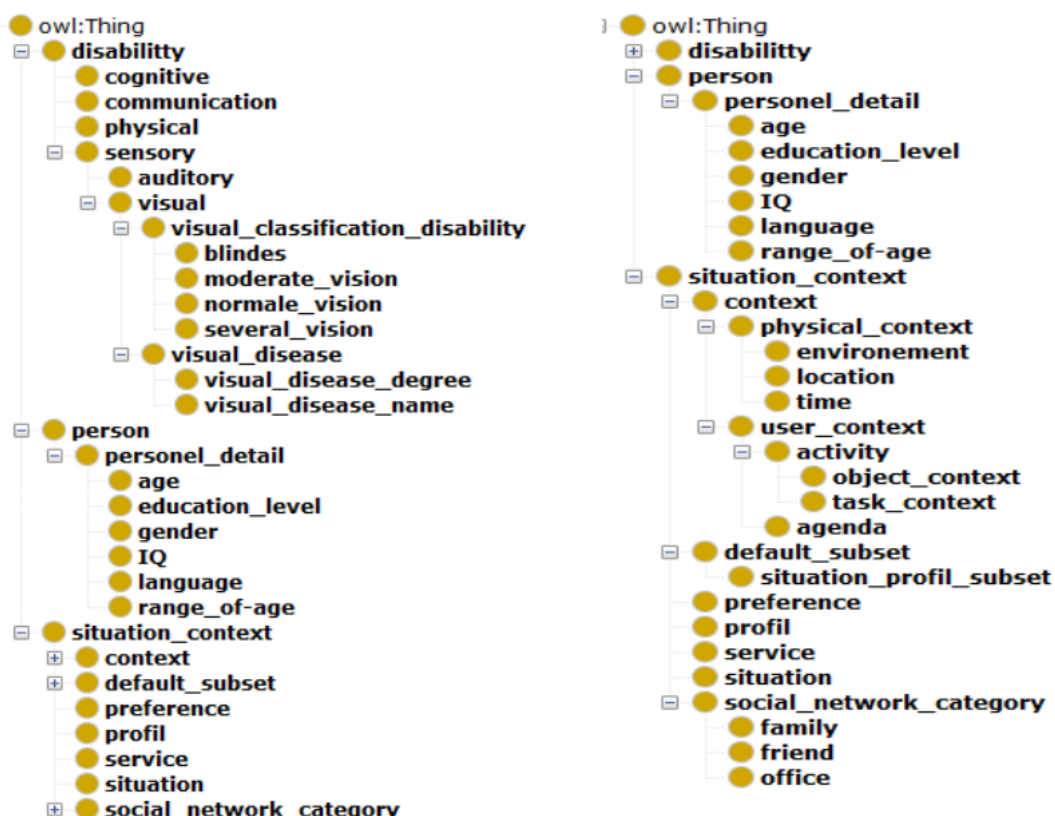 owl:Thing
disabilitty
cognitive
communication
physical
sensory
auditory
visual
visual_classification_disability
blindes
moderate_vision
normale_vision
several_vision
visual_disease
visual_disease_degree
visual_disease_name
person
personel_detail
age
education_level
gender
IQ
language
range_of-age
situation_context
context
default_subset
preference
profil
service
situation
social_network_category
owl:Thing
disabilitty
person
personel_detail
age
education_level
gender
IQ
language
range_of-age
situation_context
context
physical_context
environement
location
time
user_context
activity
object_context
task_context
agenda
default_subset
situation_profil_subset
preference
profil
service
situation
social_network_category
family
friend
office